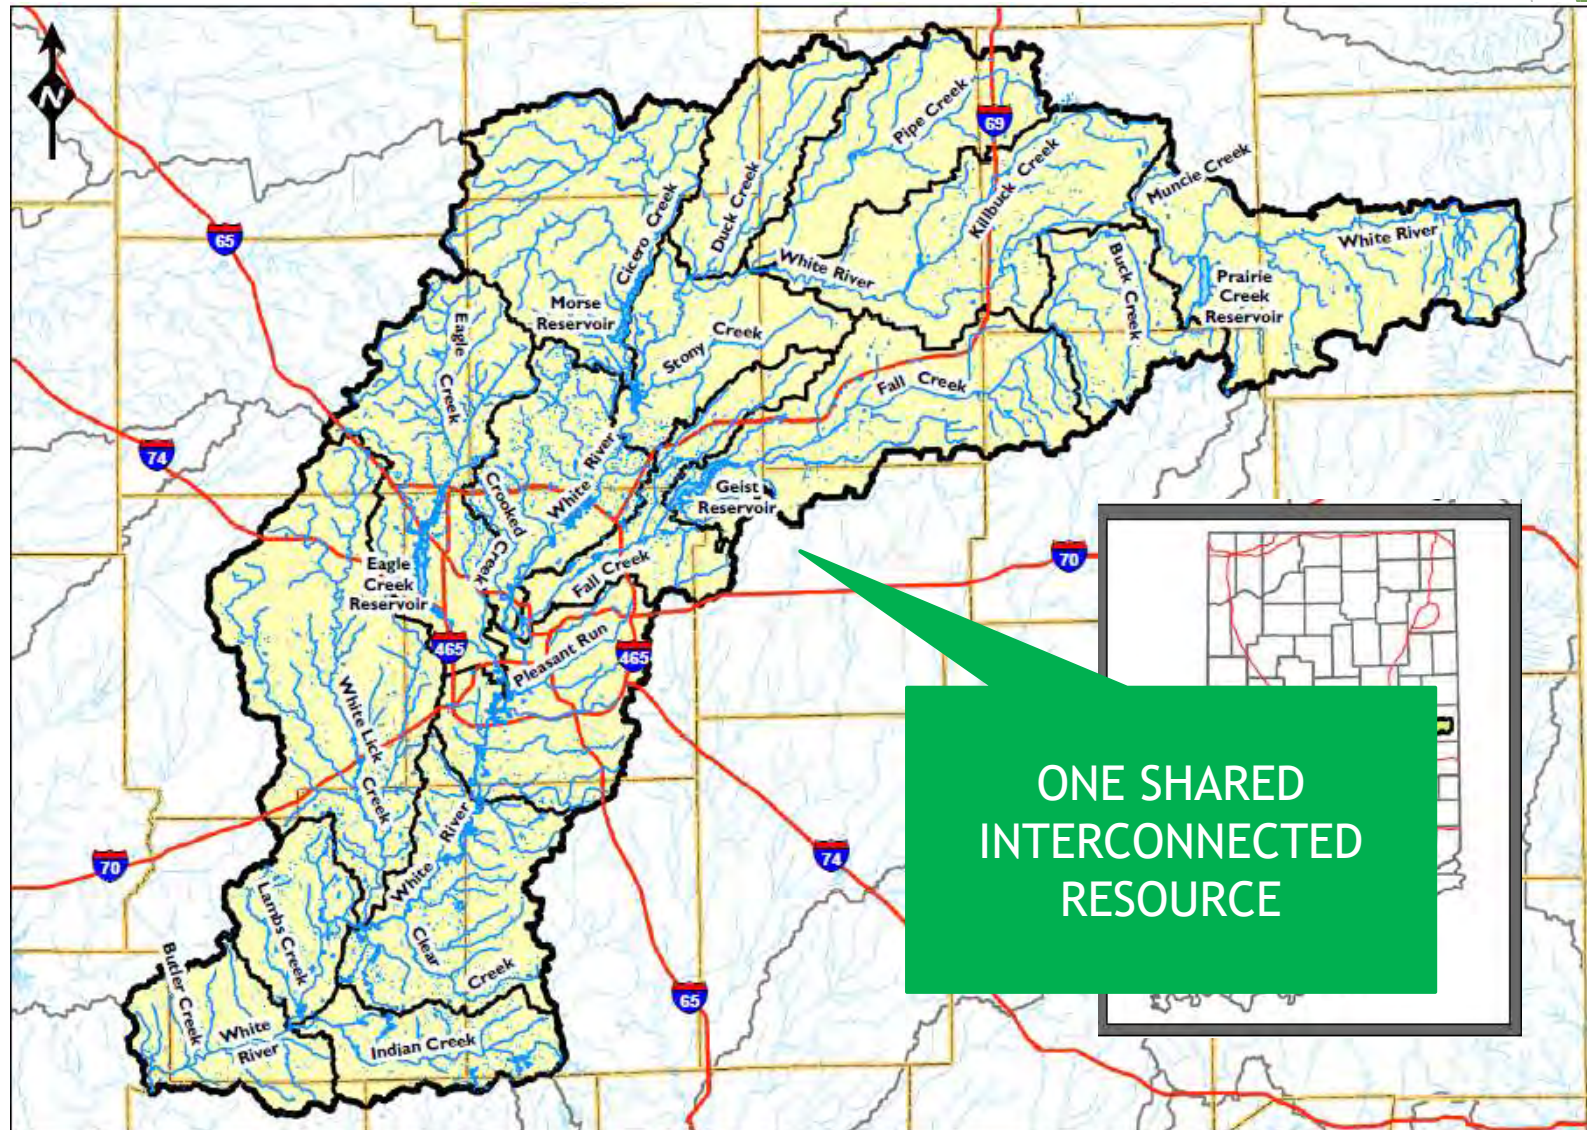 N
69
Pipe Creek
Killbuck Creek
Muncie Creek
Duck Creek
Cicero Creek
65
White River
White River
Buck Creek
Prairie
Creek
Reservoir
Morse
Reservoir
Eagle
Creek
Stony
Creek
Fall Creek
74
White River
Crooked
Creek
Geist
Reservoir
70
Eagle
Creek
Reservoir
Fall Creek
465
Pleasant Run
465
White Lick
Creek
ONE SHARED
INTERCONNECTED
RESOURCE
White
River
70
74
Lambs Creek
Clear
Creek
Butler Creek
White
River
65
Indian Creek